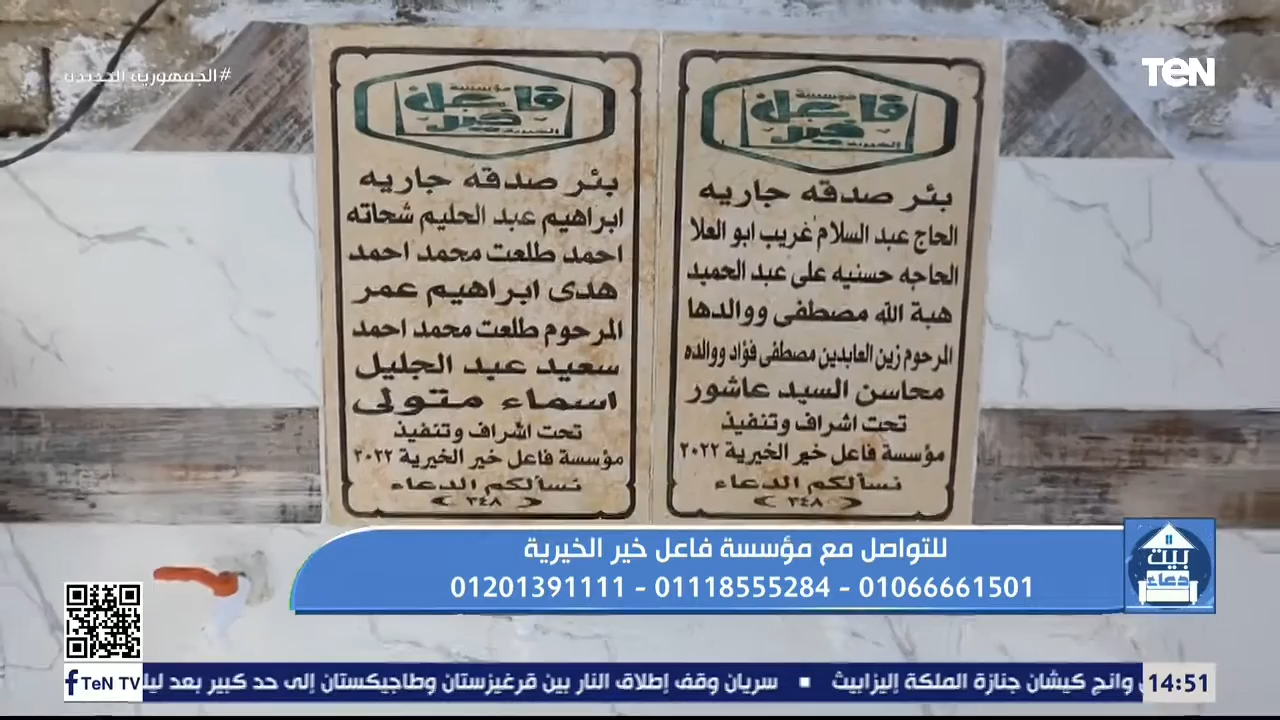 #الجمهورية الجديدة
TeN
مؤسسة
فاعل
خير
الخيرية
بئر صدقه جاريه
الحاج عبد السلام غريب ابو العلا
الحاجه حسنيه على عبد الحميد
هبة الله مصطفى ووالدها
المرحوم زين العابدين مصطفى فؤاد ووالده
محاسن السيد عاشور
تحت اشراف وتنفيذ
مؤسسة فاعل خير الخيرية ٢٠٢٢
نسألكم الدعاء
٣٤٨
مؤسسة
فاعل
خير
الخيرية
بئر صدقه جاريه
ابراهيم عبد الحليم شحاته
احمد طلعت محمد احمد
هدى ابراهيم عمر
المرحوم طلعت محمد احمد
سعيد عبد الجليل
اسماء متولى
تحت اشراف وتنفيذ
مؤسسة فاعل خير الخيرية ٢٠٢٢
نسألكم الدعاء
٣٤٨
للتواصل مع مؤسسة فاعل خير الخيرية
01201391111 - 01118555284 - 01066661501
بيت
دعاء
14:51
وانج كيشان جنازة الملكة إليزابيث ■ سريان وقف إطلاق النار بين قرغيزستان وطاجيكستان إلى حد كبير بعد
TeN TV